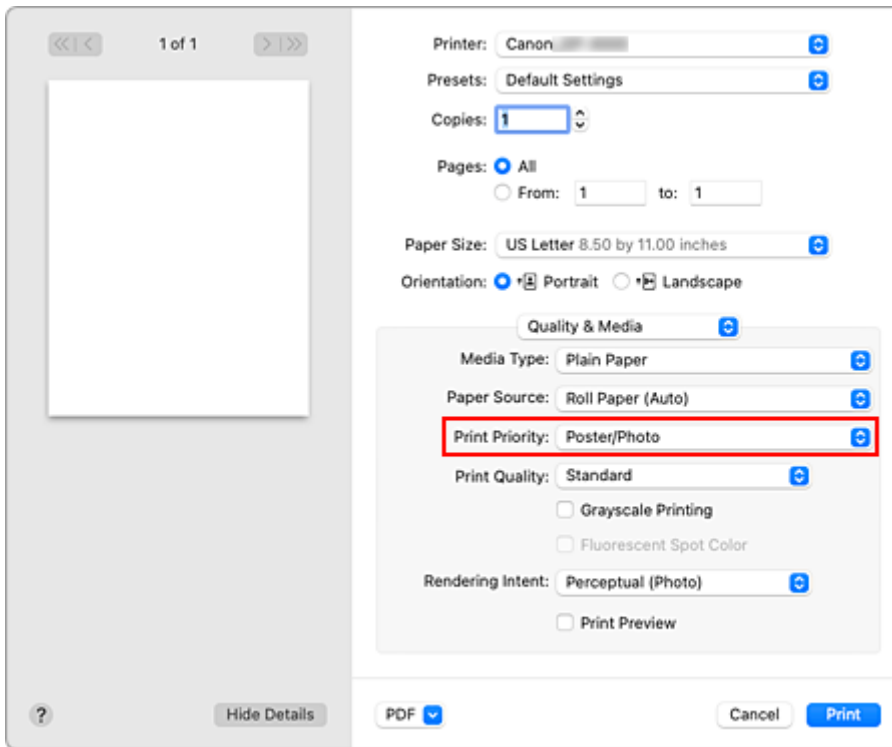 1 of 1
Printer: Canon
Presets: Default Settings
Copies: 1
Pages: All
From: 1 to: 1
Paper Size: US Letter 8.50 by 11.00 inches
Orientation: Portrait Landscape
Quality & Media
Media Type: Plain Paper
Paper Source: Roll Paper (Auto)
Print Priority: Poster/Photo
Print Quality: Standard
Grayscale Printing
Fluorescent Spot Color
Rendering Intent: Perceptual (Photo)
Print Preview
? Hide Details PDF Cancel Print